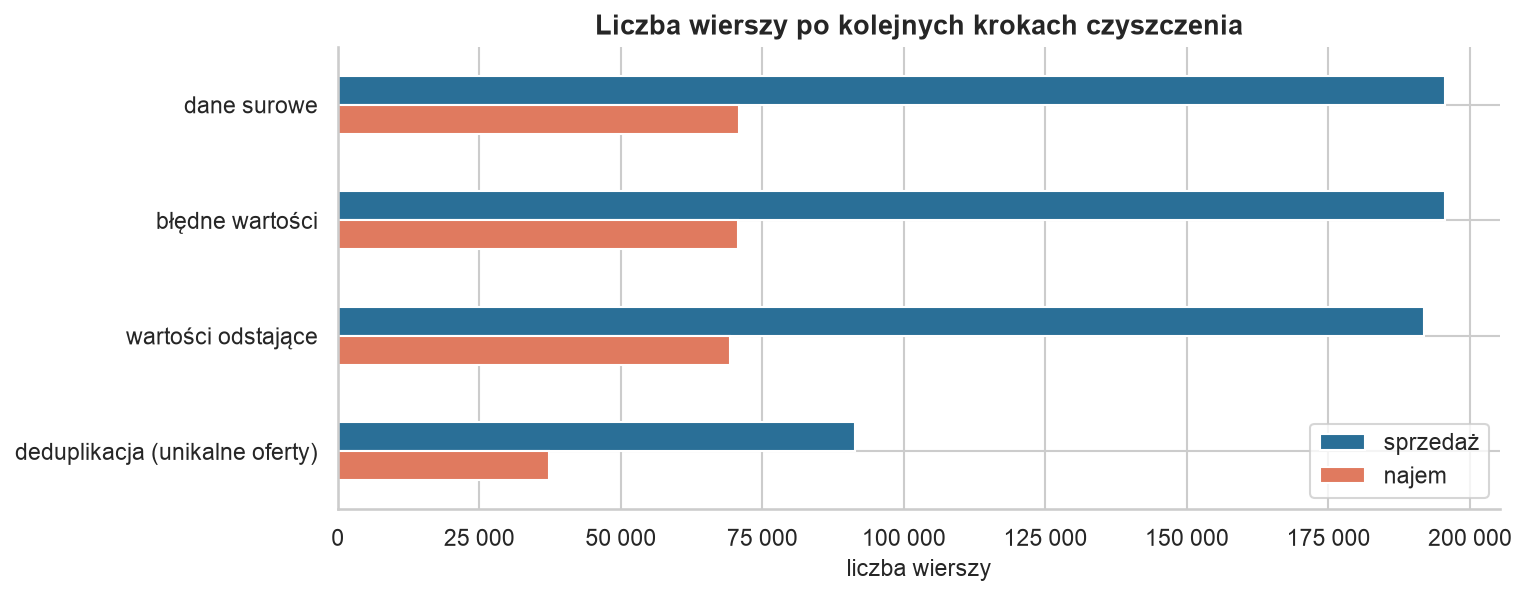 Liczba wierszy po kolejnych krokach czyszczenia
dane surowe
błędne wartości
wartości odstające
deduplikacja (unikalne oferty)
sprzedaż
najem
0 25 000 50 000 75 000 100 000 125 000 150 000 175 000 200 000
liczba wierszy